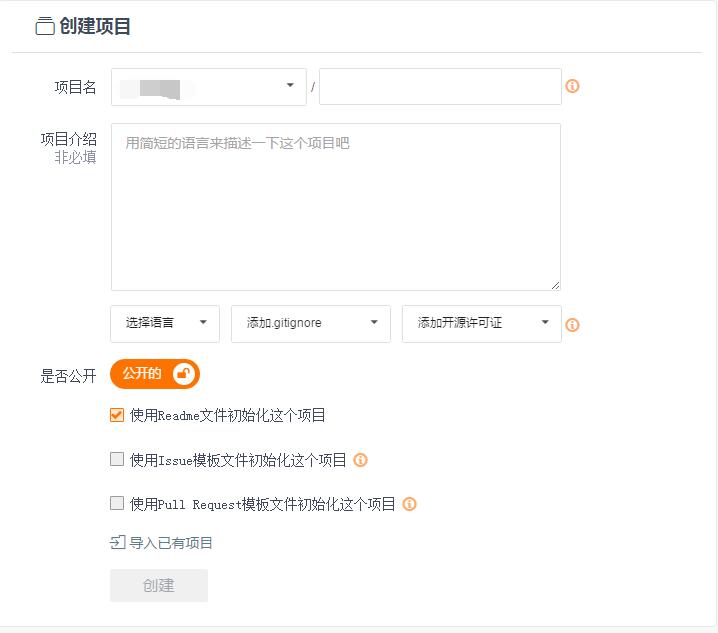 创建项目
项目名
/
项目介绍
非必填
用简短的语言来描述一下这个项目吧
选择语言 添加.gitignore 添加开源许可证
是否公开 公开的
使用Readme文件初始化这个项目
使用Issue模板文件初始化这个项目
使用Pull Request模板文件初始化这个项目
导入已有项目
创建